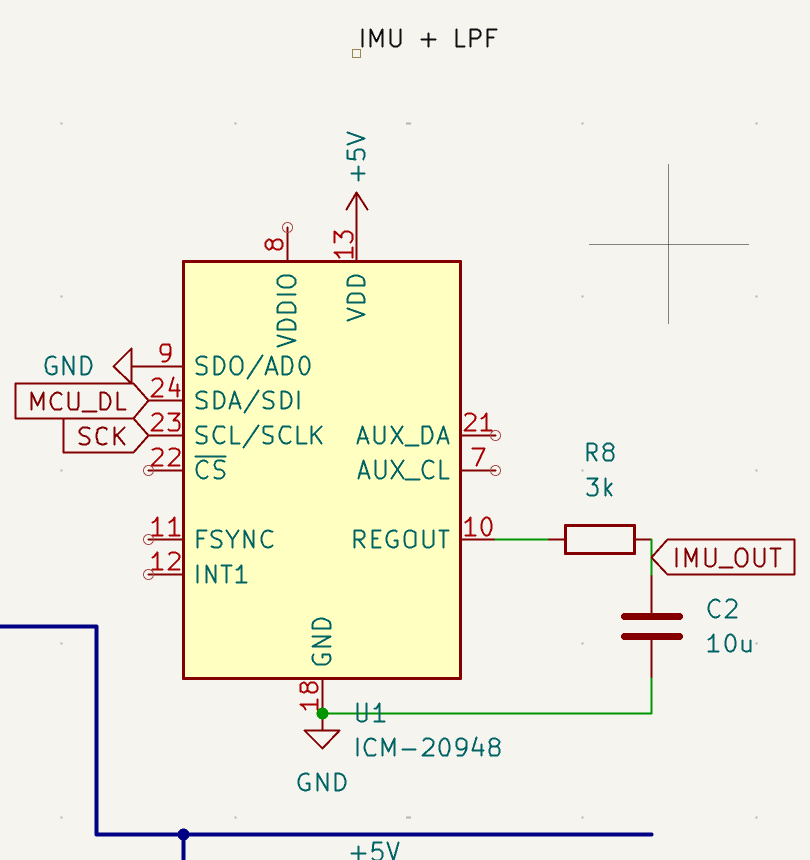 IMU + LPF
+5V
8
13
VDDIO
VDD
GND
9
SDO/AD0
MCU_DL
24
SDA/SDI
SCK
23
SCL/SCLK
AUX_DA
21
22
CS
AUX_CL
7
R8
3k
11
FSYNC
REGOUT
10
12
INT1
IMU_OUT
C2
10u
GND
18
U1
ICM-20948
GND
+5V